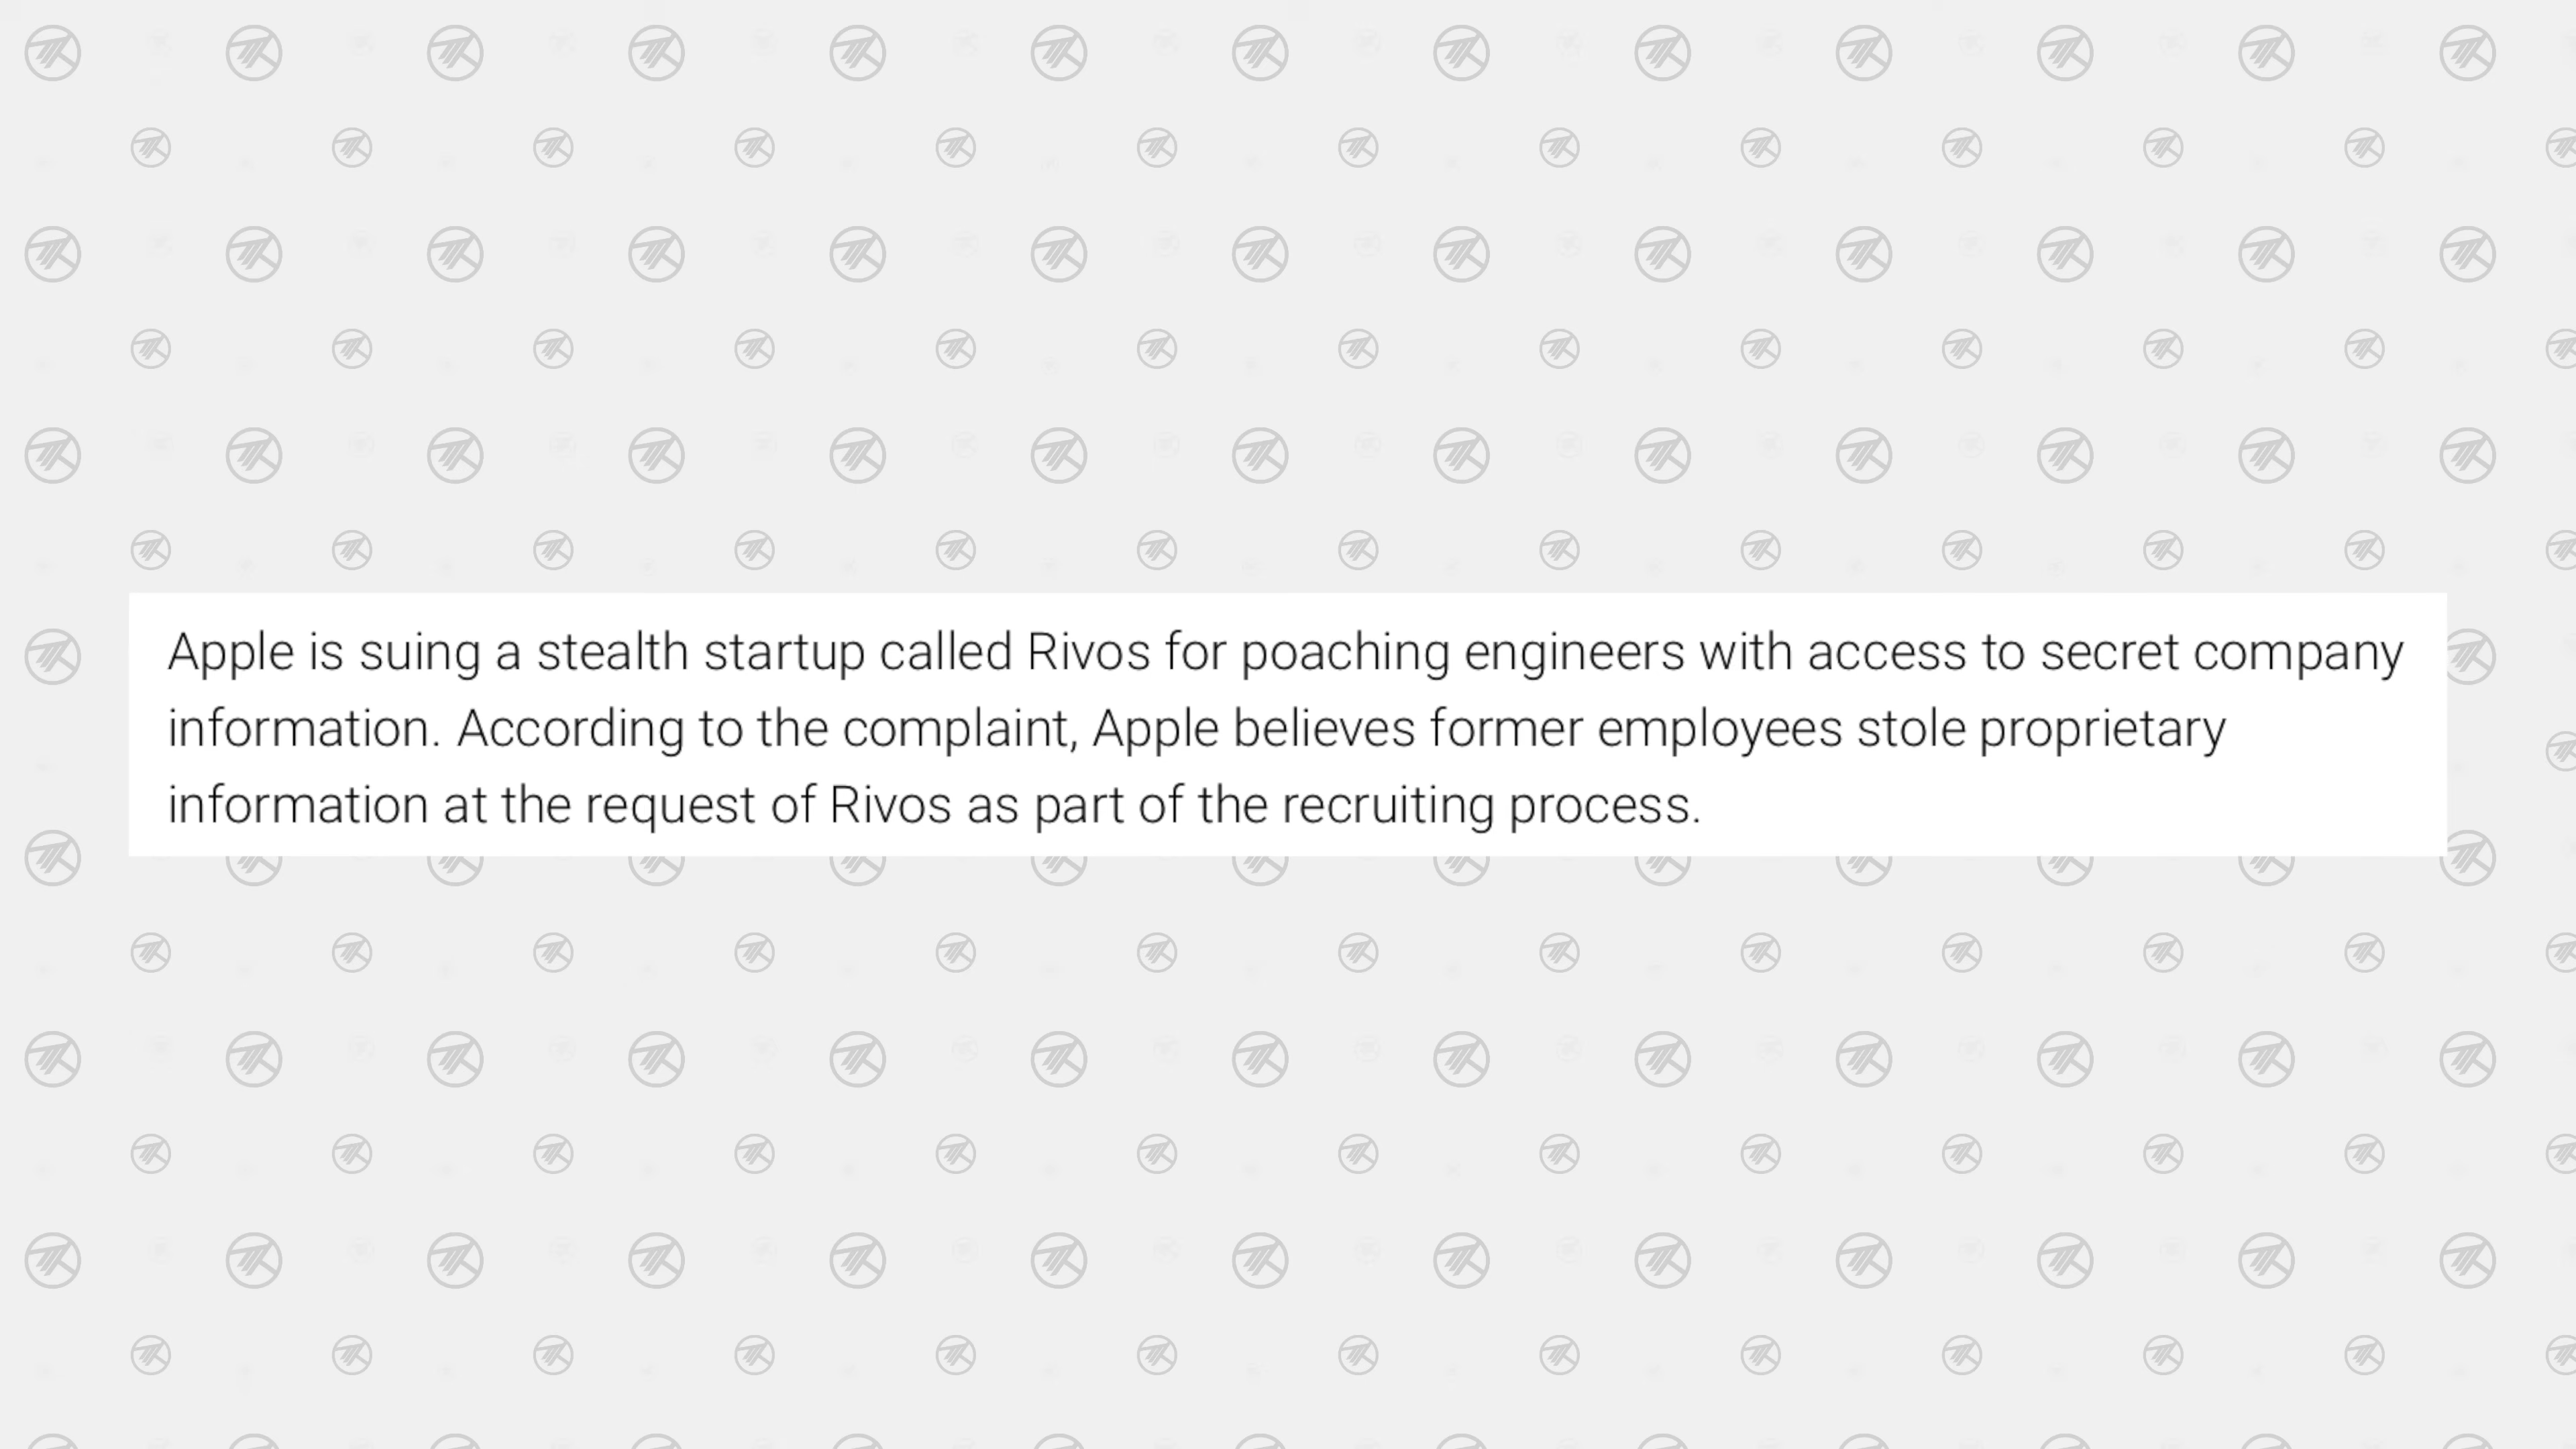 Apple is suing a stealth startup called Rivos for poaching engineers with access to secret company
information. According to the complaint, Apple believes former employees stole proprietary
information at the request of Rivos as part of the recruiting process.